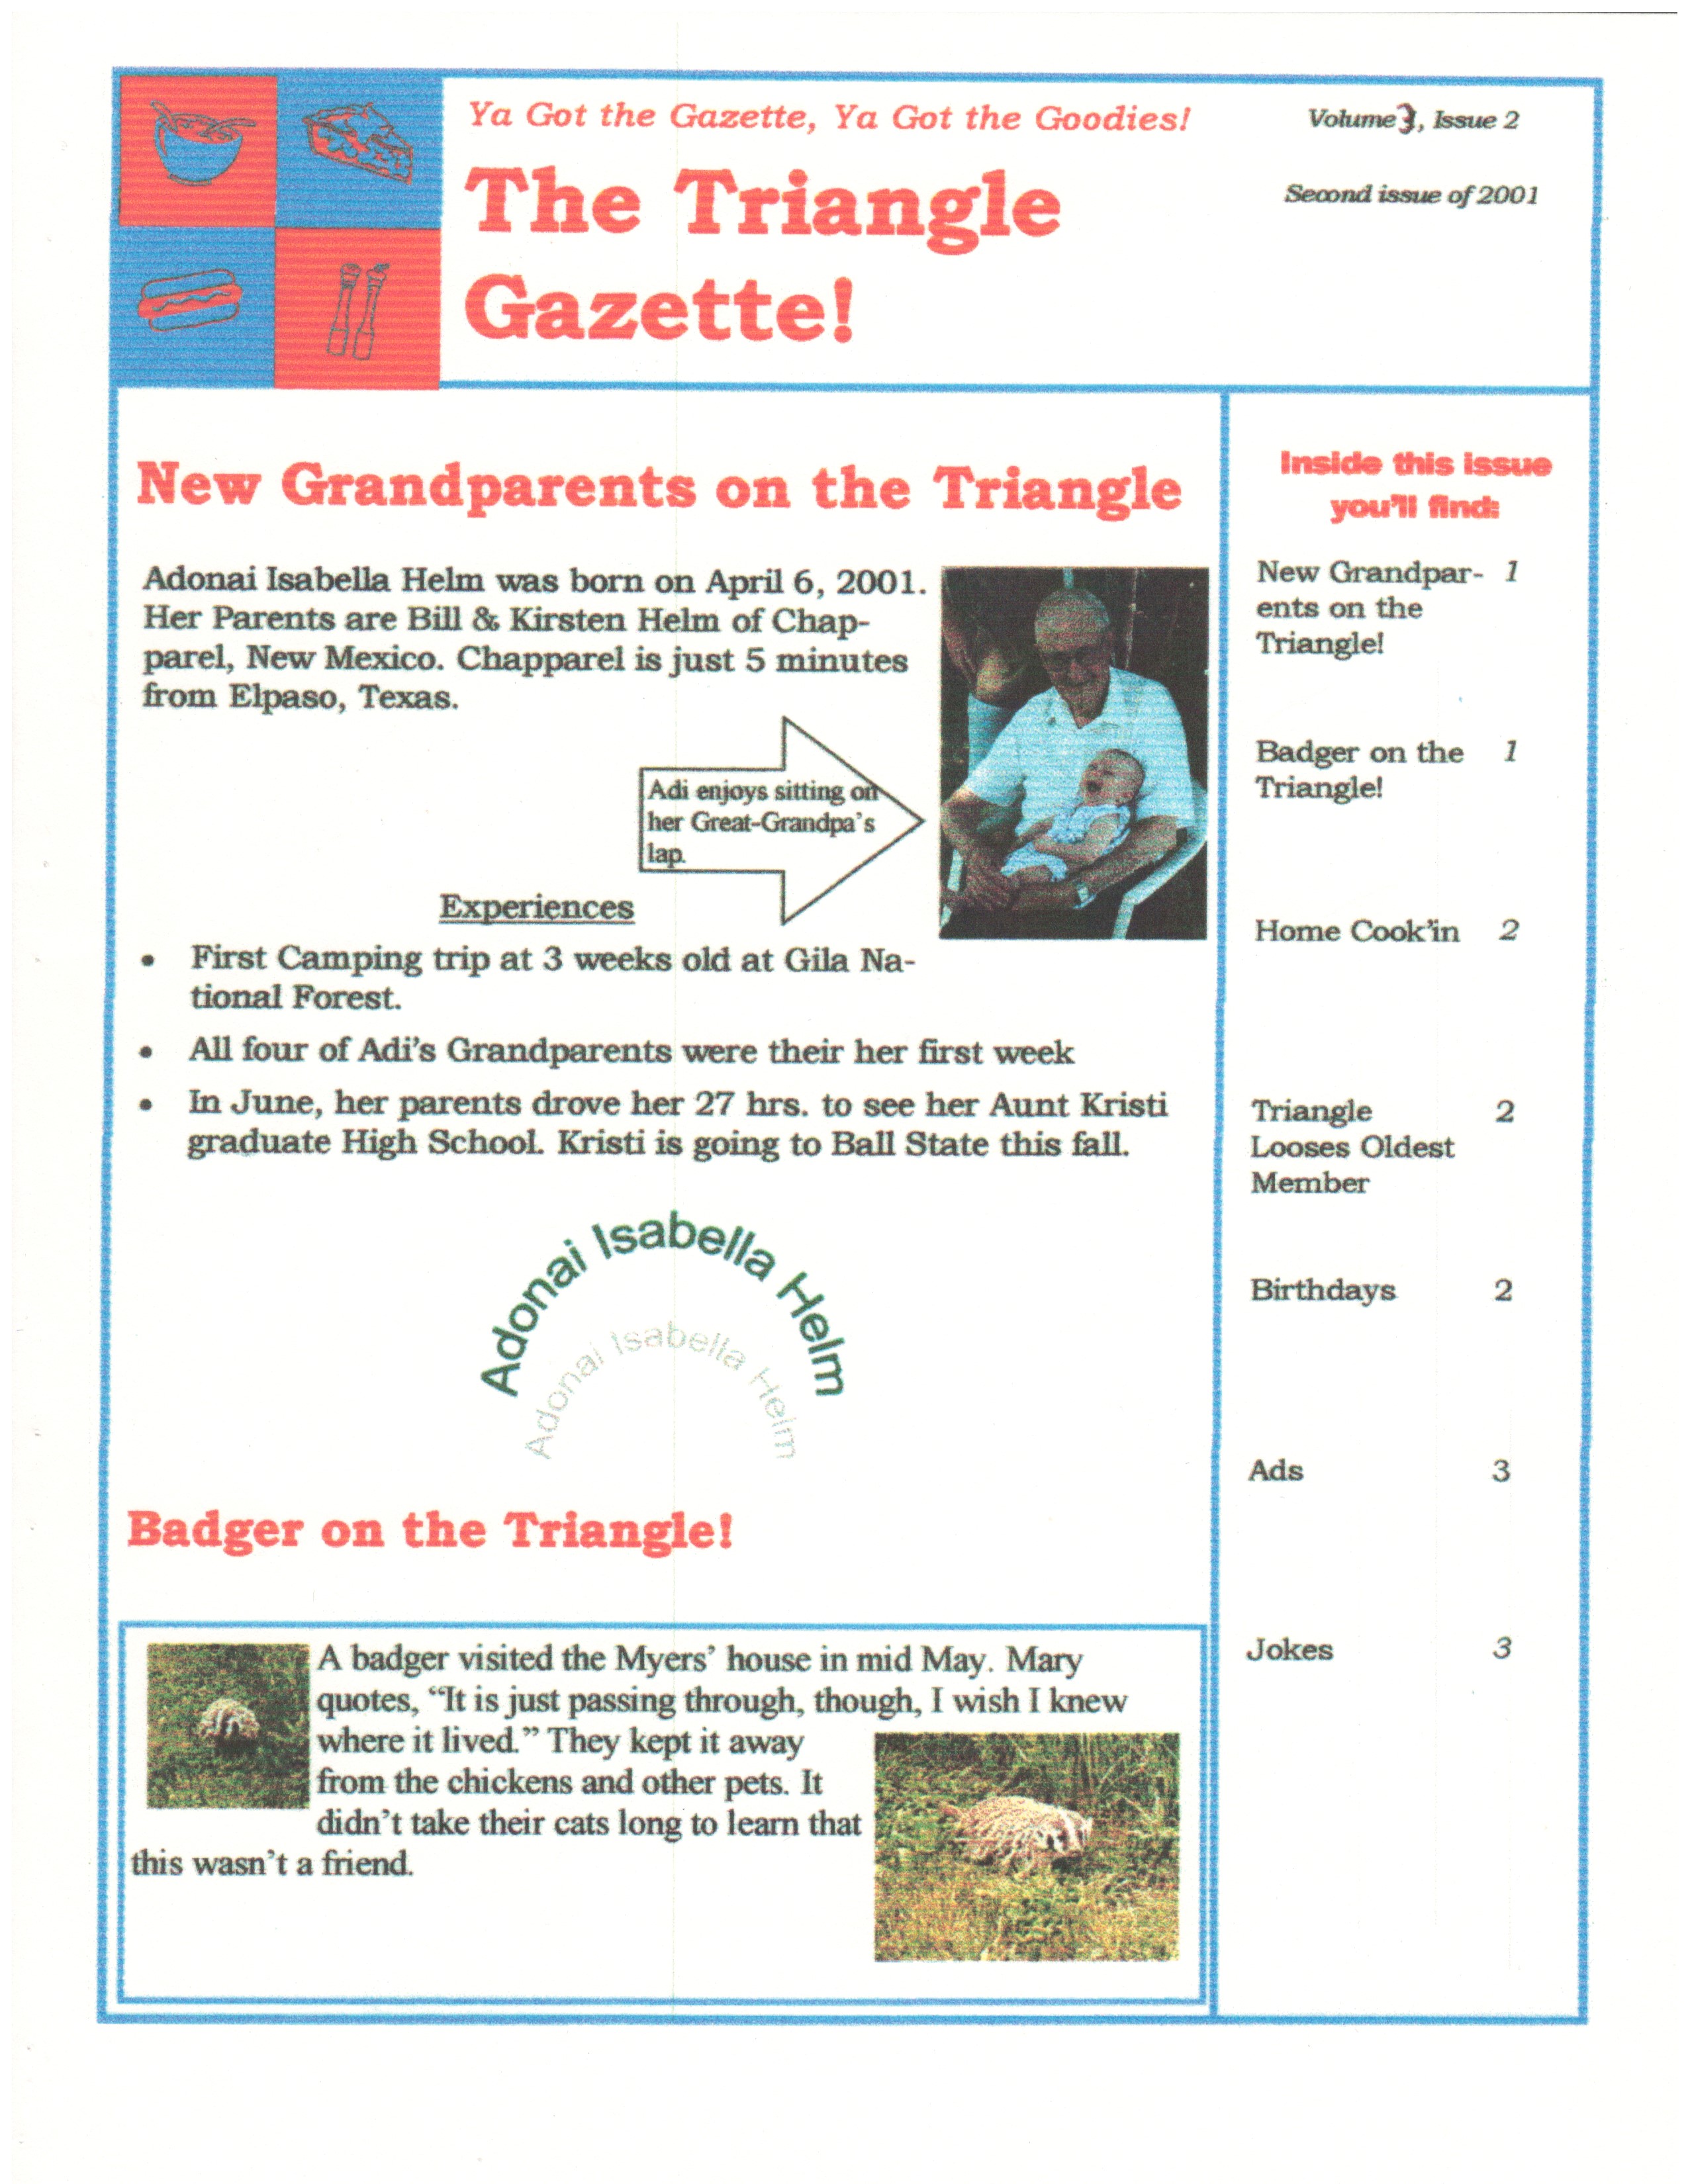 Ya Got the Gazette, Ya Got the Goodies!
The Triangle
Gazette!
Volume 3, Issue 2
Second issue of 2001
New Grandparents on the Triangle
Adonai Isabella Helm was born on April 6, 2001.
Her Parents are Bill & Kirsten Helm of Chap-
parel, New Mexico. Chapparel is just 5 minutes
from Elpaso, Texas.
Adi enjoys sitting on
her Great-Grandpa's
lap.
Experiences
• First Camping trip at 3 weeks old at Gila Na-
tional Forest.
• All four of Adi's Grandparents were their her first week
• In June, her parents drove her 27 hrs. to see her Aunt Kristi
graduate High School. Kristi is going to Ball State this fall.
Adonai Isabella Helm
Adonai Isabella Helm
Badger on the Triangle!
A badger visited the Myers' house in mid May. Mary
quotes, “It is just passing through, though, I wish I knew
where it lived.” They kept it away
from the chickens and other pets. It
didn't take their cats long to learn that
this wasn't a friend.
Inside this issue
you'll find:
New Grandpar- 1
ents on the
Triangle!
Badger on the 1
Triangle!
Home Cook'in 2
Triangle 2
Looses Oldest
Member
Birthdays 2
Ads 3
Jokes 3